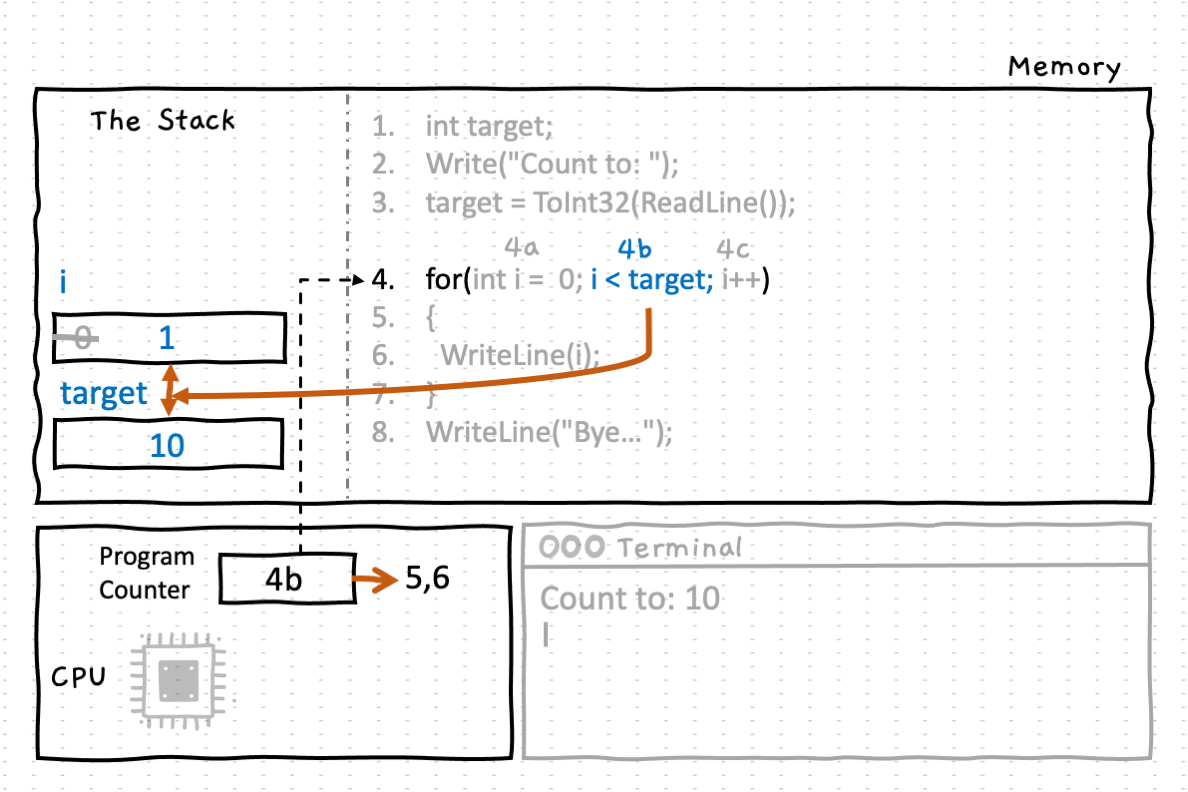 Memory
The Stack
1. int target;
2. Write("Count to: ");
3. target = ToInt32(ReadLine());
4a 4b 4c
4. for(int i = 0; i < target; i++)
5. {
6. WriteLine(i);
7. }
8. WriteLine("Bye...");
i
0 1
target
10
Program
Counter
4b
5,6
CPU
Terminal
Count to: 10